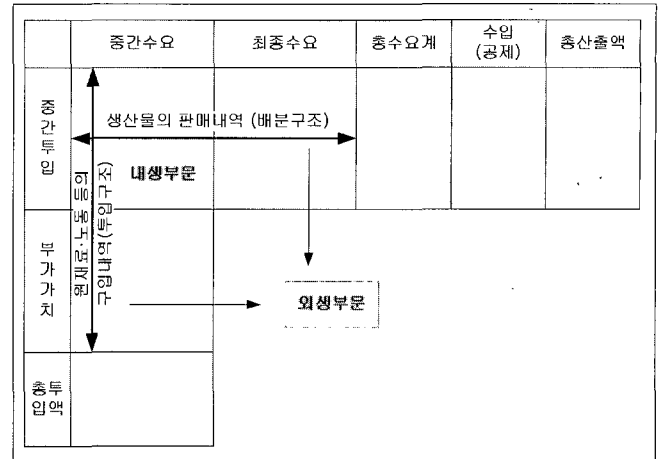 중간수요 최종수요 총수요계 수입 (공제) 총산출액
중간투입
생산물의 판매내역 (배분구조)
내생부문
원재료·노동 등의
구입내역(투입구조)
부가가치
외생부문
총투입액